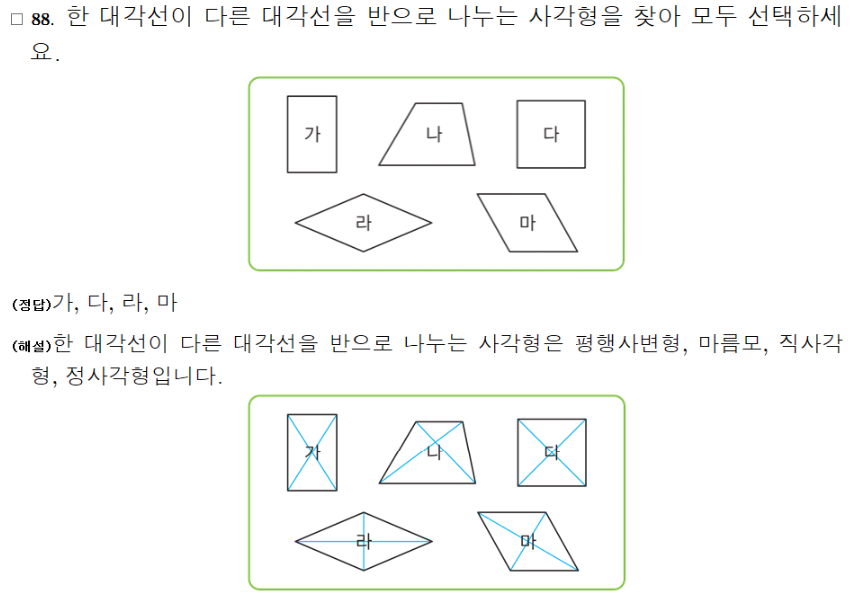 □ 88. 한 대각선이 다른 대각선을 반으로 나누는 사각형을 찾아 모두 선택하세
요.
가 나 다
라 마
(정답)가, 다, 라, 마
(해설)한 대각선이 다른 대각선을 반으로 나누는 사각형은 평행사변형, 마름모, 직사각
형, 정사각형입니다.
가 나 다
라 마